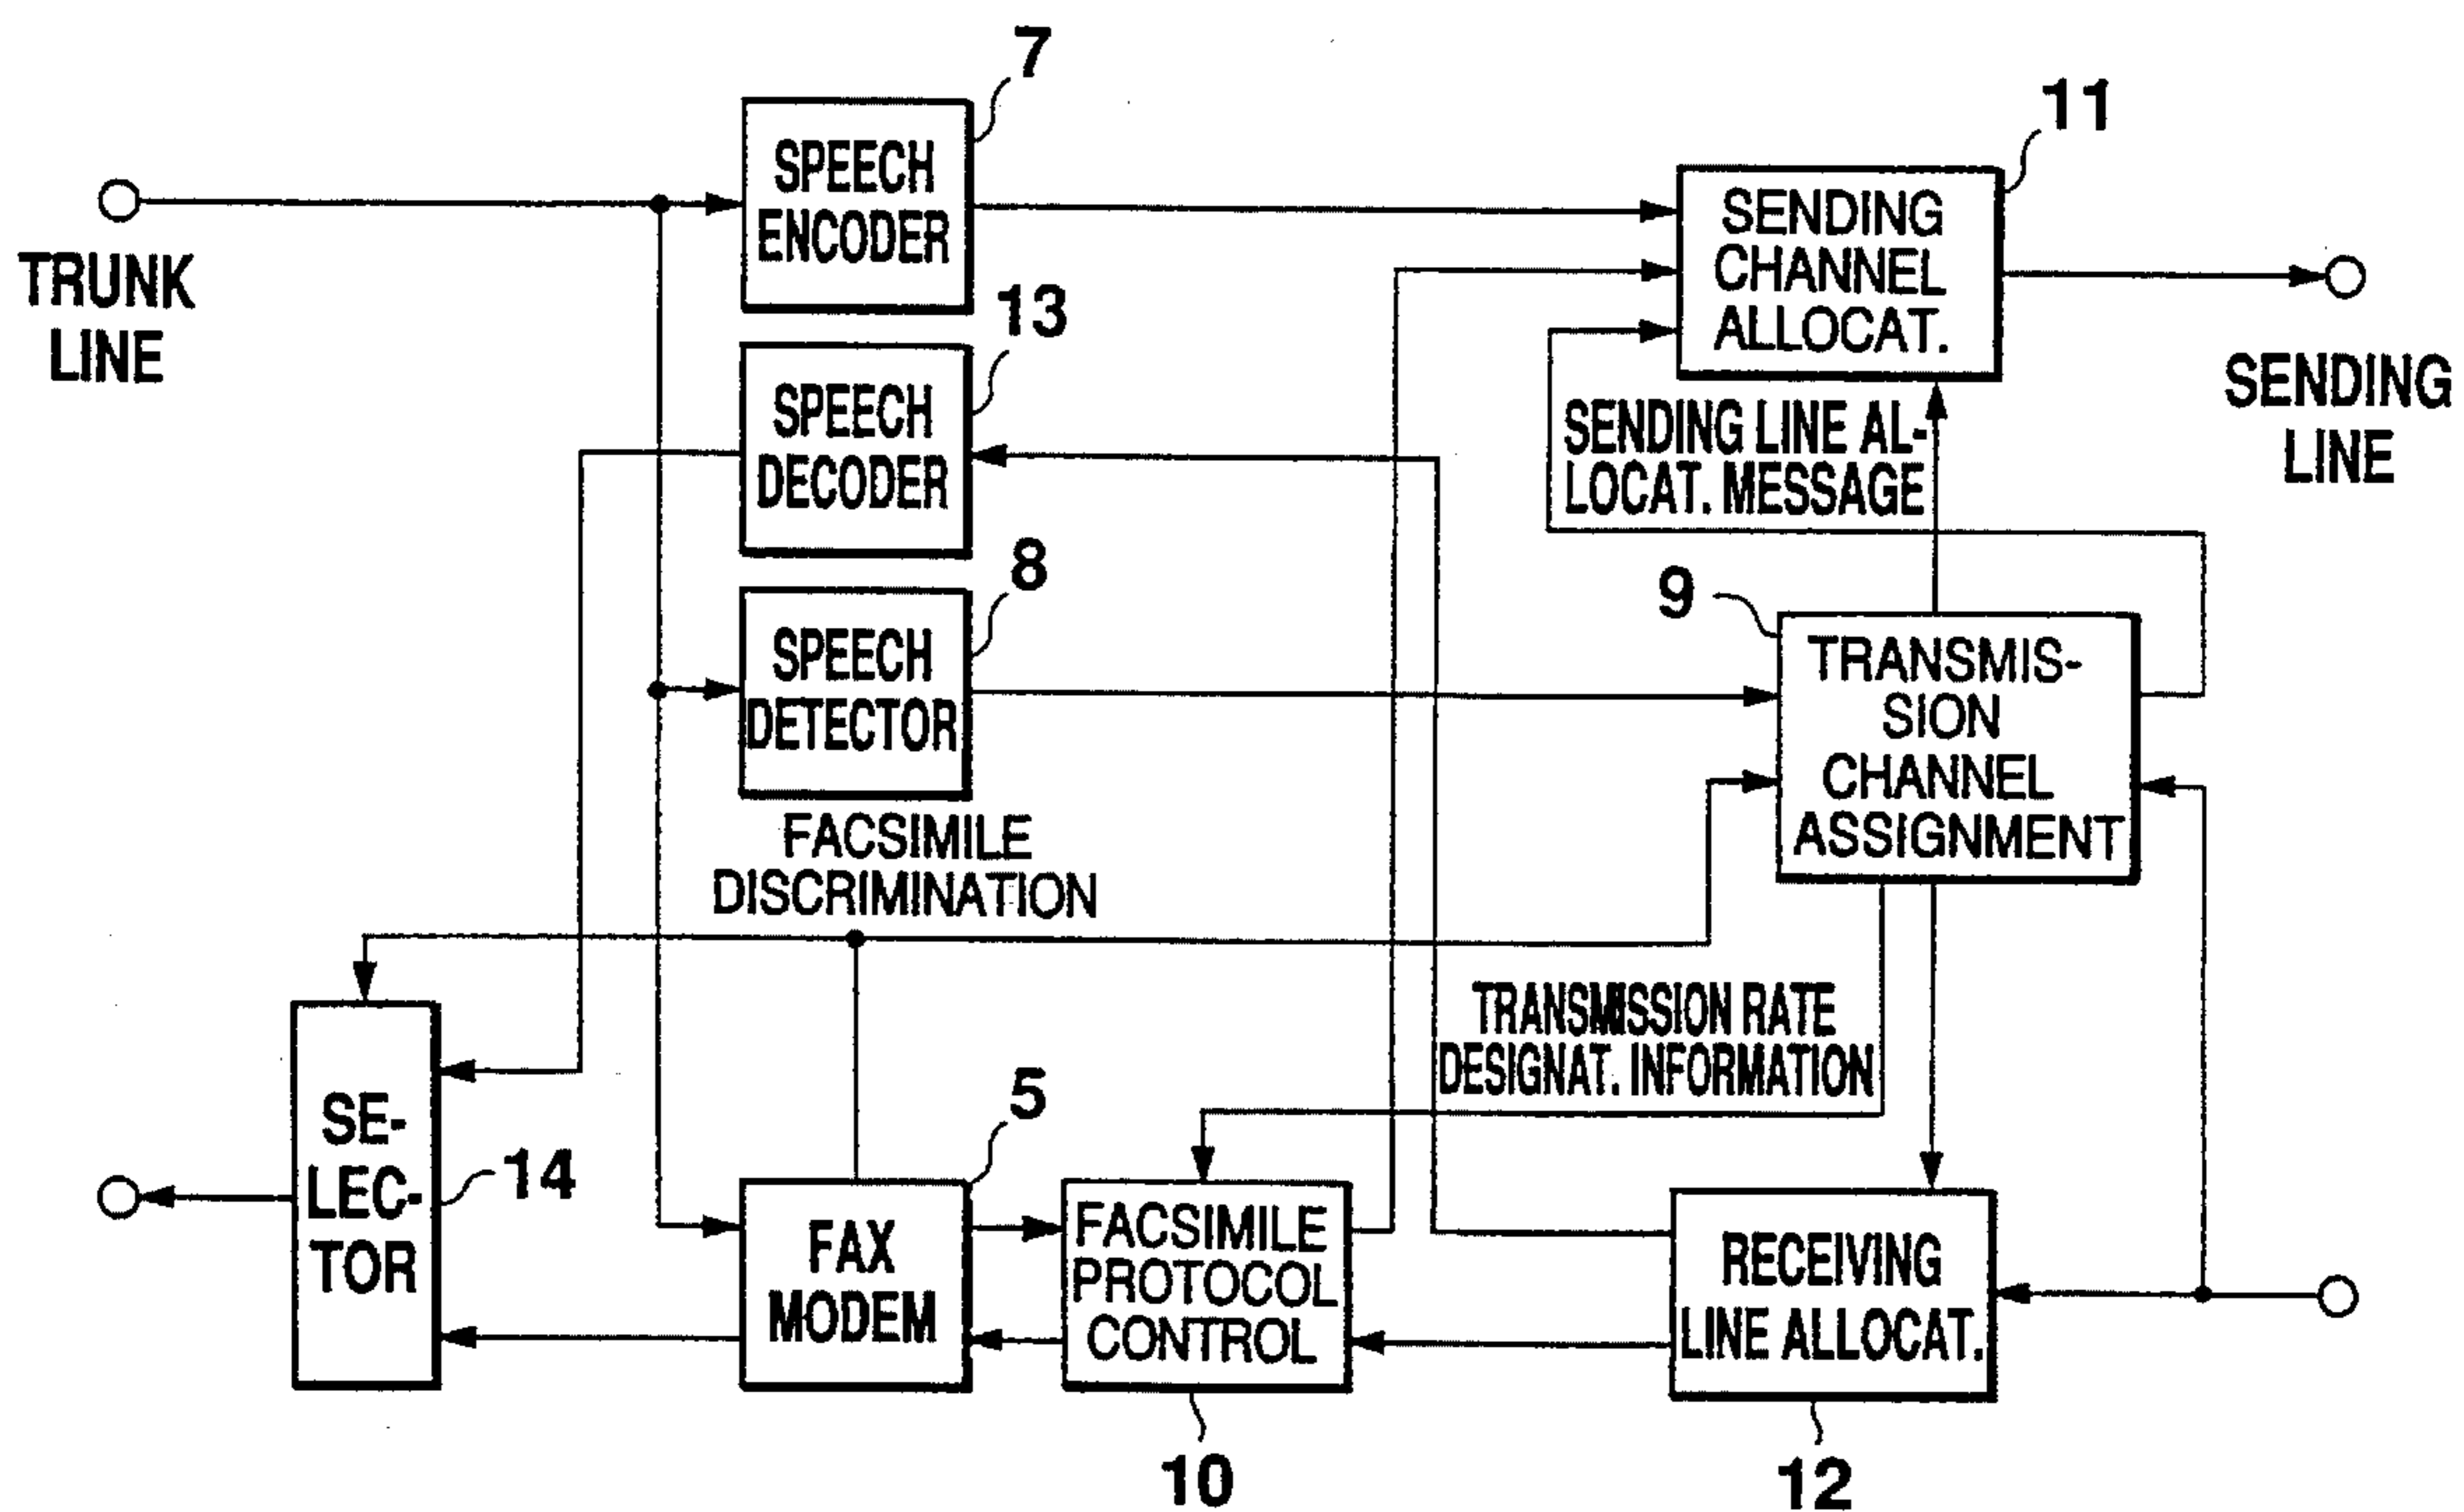 7
SPEECH
ENCODER
11
SENDING
CHANNEL
ALLOCAT.
TRUNK
LINE
13
SPEECH
DECODER
SENDING
LINE
SENDING LINE AL-
LOCAT. MESSAGE
8
SPEECH
DETECTOR
9
TRANSMIS-
SION
CHANNEL
ASSIGNMENT
FACSIMILE
DISCRIMINATION
TRANSMISSION RATE
DESIGNAT. INFORMATION
SE-
LEC-
TOR
14
5
FAX
MODEM
FACSIMILE
PROTOCOL
CONTROL
10
RECEIVING
LINE ALLOCAT.
12